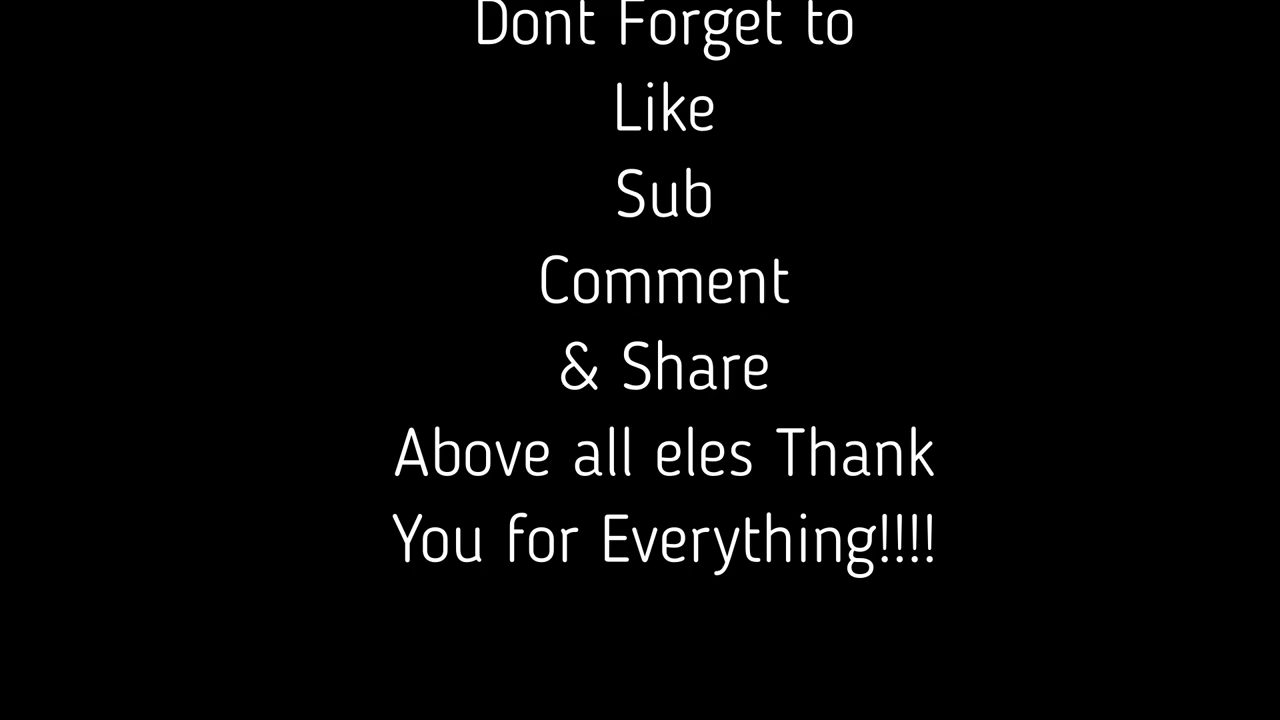 Dont Forget to
Like
Sub
Comment
& Share
Above all eles Thank
You for Everything!!!!